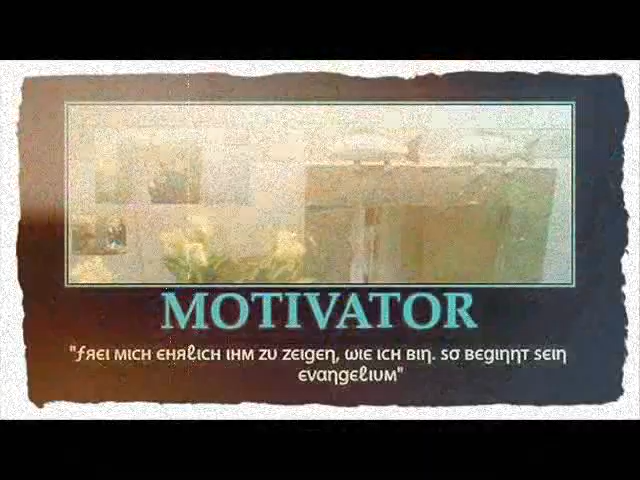 MOTIVATOR
"FREI MICH EHRLICH IHM ZU ZEIGEN, WIE ICH BIN. SO BEGINNT SEIN
EVANGELIUM"